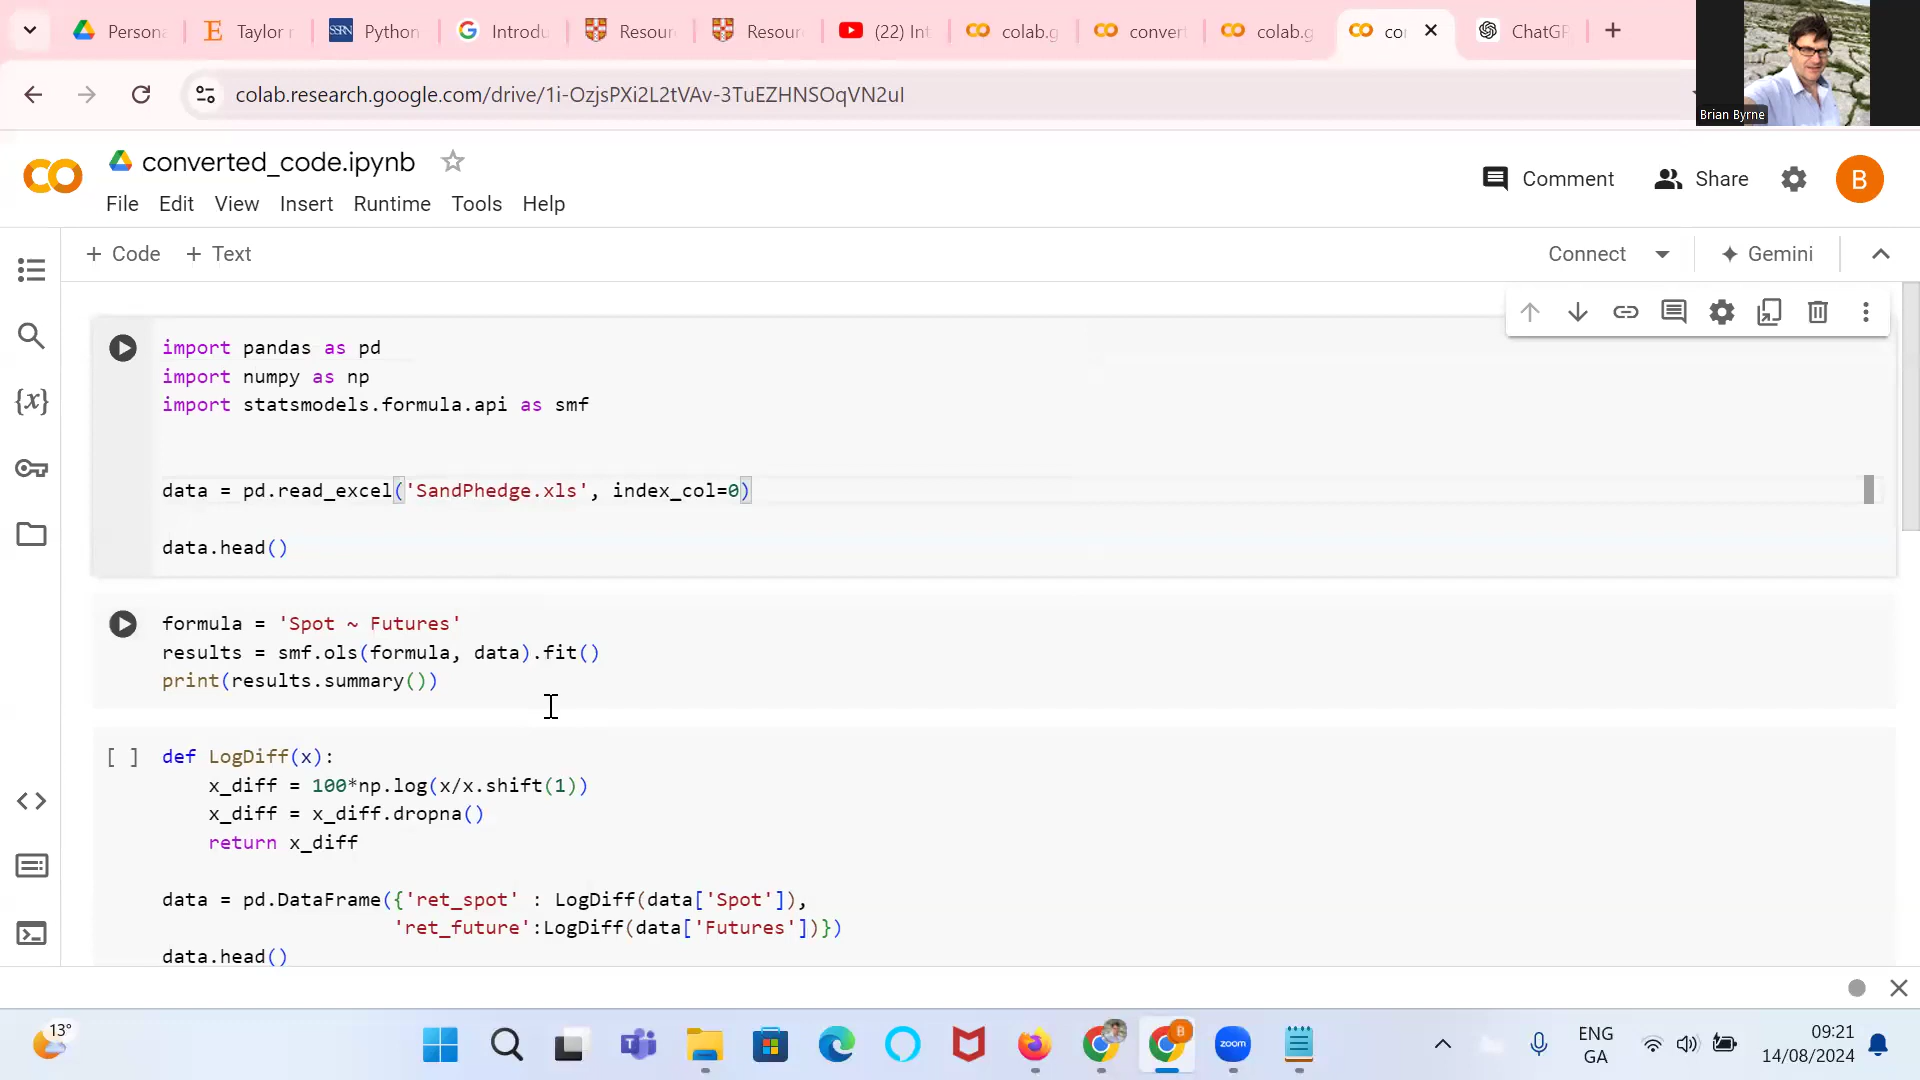 Persona
Taylor r
SSRN
Python
Introdu
Resour
Resour
(22) Int
colab.g
conver
colab.g
co
ChatGP
colab.research.google.com/drive/1i-OzjsPXi2L2tVAv-3TuEZHNSOqVN2uI
Brian Byrne
converted_code.ipynb
Comment
Share
B
File Edit View Insert Runtime Tools Help
+ Code + Text
Connect
Gemini
import pandas as pd
import numpy as np
import statsmodels.formula.api as smf
data = pd.read_excel('SandPhedge.xls', index_col=0)
data.head()
formula = 'Spot ~ Futures'
results = smf.ols(formula, data).fit()
print(results.summary())
[ ] def LogDiff(x):
x_diff = 100*np.log(x/x.shift(1))
x_diff = x_diff.dropna()
return x_diff
data = pd.DataFrame({'ret_spot' : LogDiff(data['Spot']),
'ret_future':LogDiff(data['Futures'])})
data.head()
13°
zoom
ENG
GA
09:21
14/08/2024